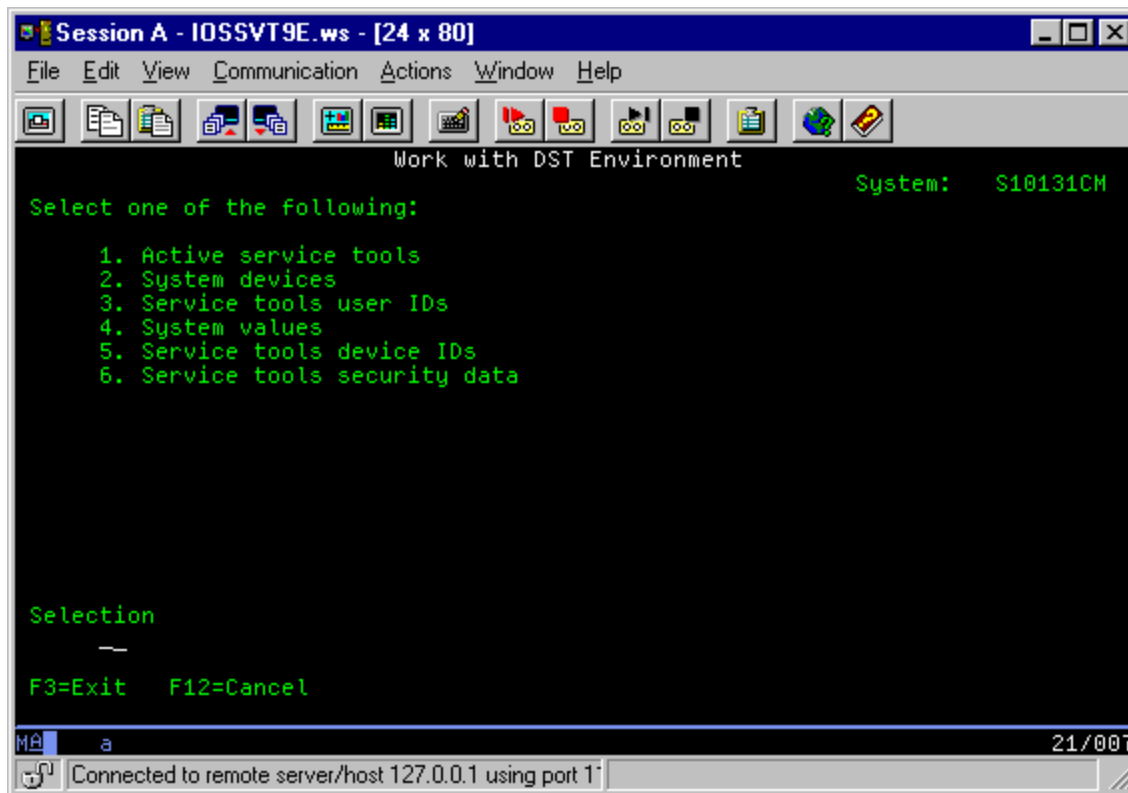 Session A - IOSSVT9E.ws - [24 x 80]
File Edit View Communication Actions Window Help
Work with DST Environment
System: S10131CM
Select one of the following:
1. Active service tools
2. System devices
3. Service tools user IDs
4. System values
5. Service tools device IDs
6. Service tools security data
Selection
F3=Exit F12=Cancel
MA a 21/007
Connected to remote server/host 127.0.0.1 using port